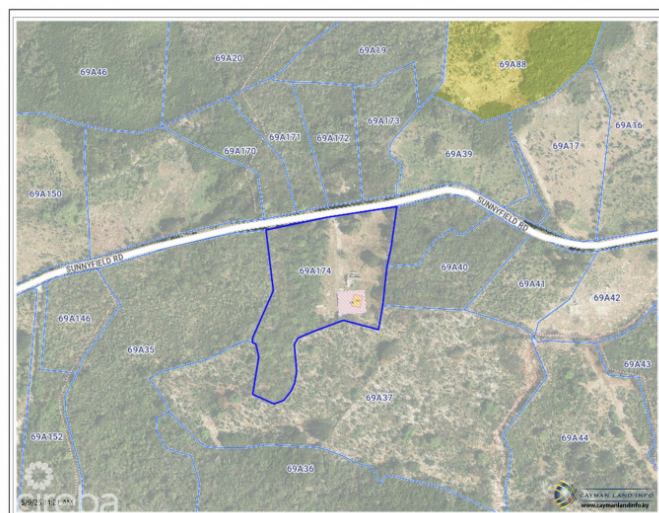 69A46
69A20
69A19
69A88
69A173
69A16
69A171
69A172
69A17
69A170
69A39
69A150
SUNNYFIELD RD
SUNNYFIELD RD
69A174
69A40
69A41
69A42
69A146
69A35
69A43
69A37
69A152
69A44
69A36
CAYMAN LAND INFO
www.caymanlandinfo.ky